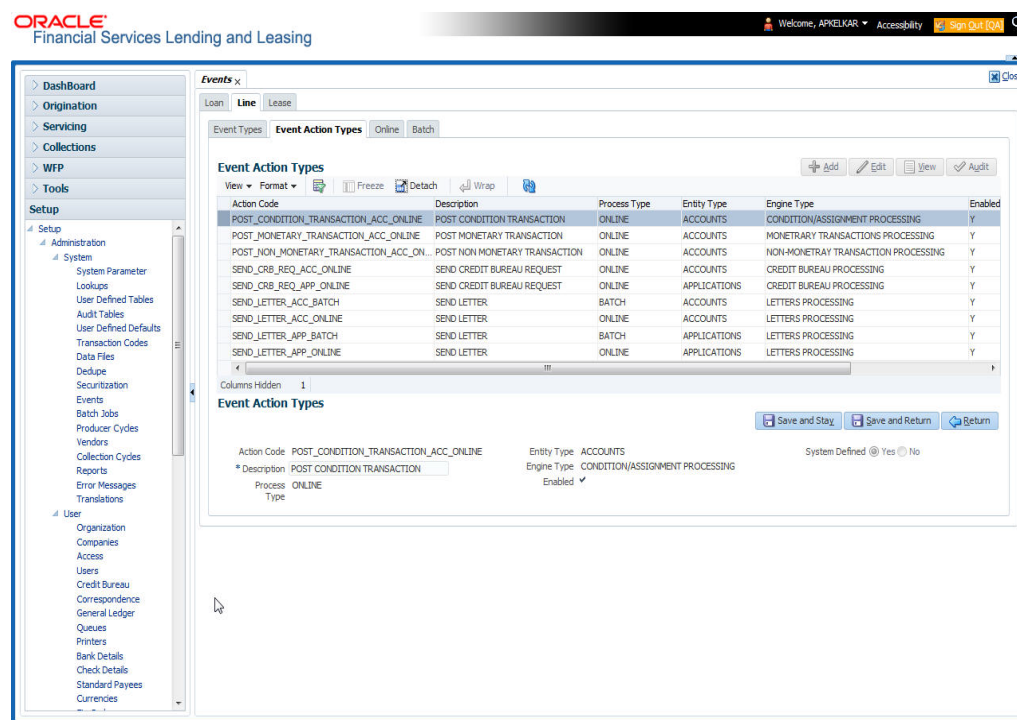 ORACLE
Financial Services Lending and Leasing
Welcome, APKELKAR
Accessibility
Sign Out [QA]
DashBoard
Origination
Servicing
Collections
WFP
Tools
Setup
Setup
Administration
System
System Parameter
Lookups
User Defined Tables
Audit Tables
User Defined Defaults
Transaction Codes
Data Files
Dedupe
Securitization
Events
Batch Jobs
Producer Cycles
Vendors
Collection Cycles
Reports
Error Messages
Translations
User
Organization
Companies
Access
Users
Credit Bureau
Correspondence
General Ledger
Queues
Printers
Bank Details
Check Details
Standard Payees
Currencies
Events X
Clos
Loan Line Lease
Event Types Event Action Types Online Batch
Event Action Types
Add Edit View Audit
View Format Freeze Detach Wrap
Action Code Description Process Type Entity Type Engine Type Enabled
POST_CONDITION_TRANSACTION_ACC_ONLINE POST CONDITION TRANSACTION ONLINE ACCOUNTS CONDITION/ASSIGNMENT PROCESSING Y
POST_MONETARY_TRANSACTION_ACC_ONLINE POST MONETARY TRANSACTION ONLINE ACCOUNTS MONETRARY TRANSACTIONS PROCESSING Y
POST_NON_MONETARY_TRANSACTION_ACC_ON... POST NON MONETARY TRANSACTION ONLINE ACCOUNTS NON-MONETRAY TRANSACTION PROCESSING Y
SEND_CRB_REQ_ACC_ONLINE SEND CREDIT BUREAU REQUEST ONLINE ACCOUNTS CREDIT BUREAU PROCESSING Y
SEND_CRB_REQ_APP_ONLINE SEND CREDIT BUREAU REQUEST ONLINE APPLICATIONS CREDIT BUREAU PROCESSING Y
SEND_LETTER_ACC_BATCH SEND LETTER BATCH ACCOUNTS LETTERS PROCESSING Y
SEND_LETTER_ACC_ONLINE SEND LETTER ONLINE ACCOUNTS LETTERS PROCESSING Y
SEND_LETTER_APP_BATCH SEND LETTER BATCH APPLICATIONS LETTERS PROCESSING Y
SEND_LETTER_APP_ONLINE SEND LETTER ONLINE APPLICATIONS LETTERS PROCESSING Y
Columns Hidden 1
Event Action Types
Save and Stay Save and Return Return
Action Code POST_CONDITION_TRANSACTION_ACC_ONLINE Entity Type ACCOUNTS System Defined Yes No
* Description POST CONDITION TRANSACTION Engine Type CONDITION/ASSIGNMENT PROCESSING
Process Type ONLINE Enabled